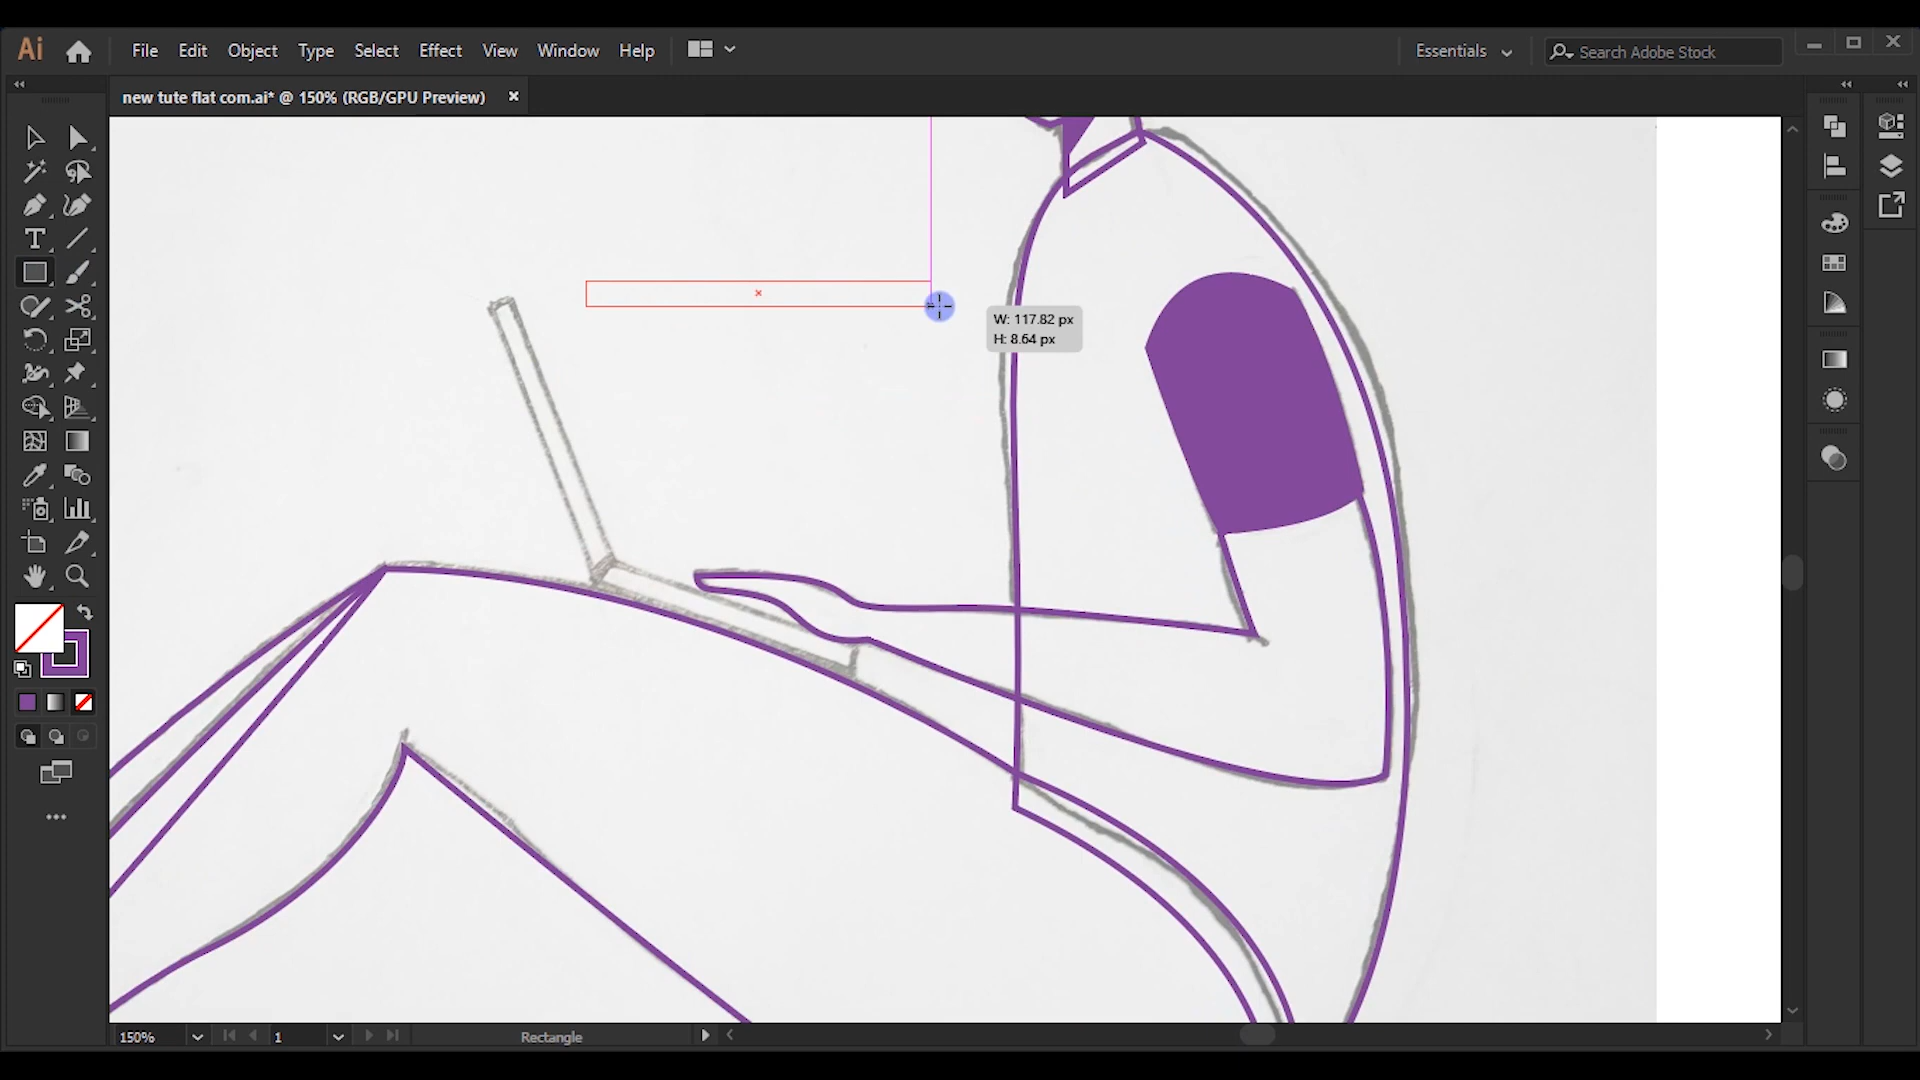 Ai File Edit Object Type Select Effect View Window Help Essentials Search Adobe Stock
new tute flat com.ai* @ 150% (RGB/GPU Preview)
W: 117.82 px
H: 8.64 px
150% 1 Rectangle